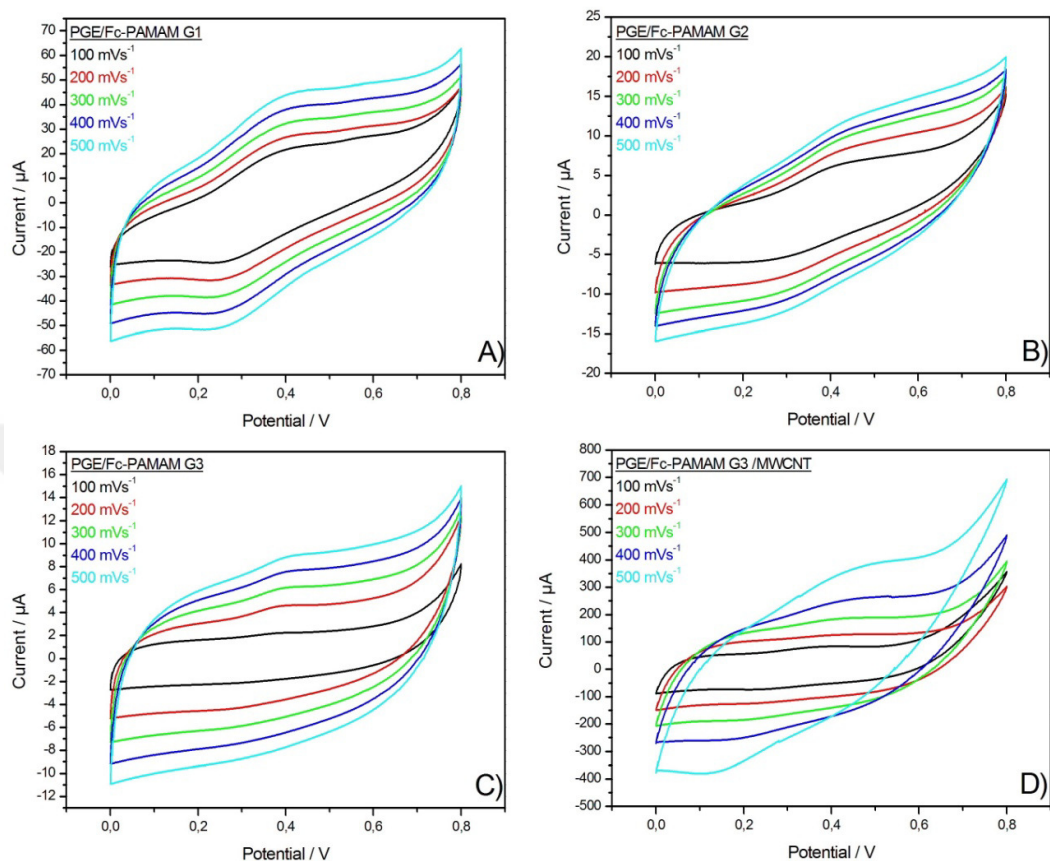 PGE/Fc-PAMAM G1
100 mVs⁻¹
200 mVs⁻¹
300 mVs⁻¹
400 mVs⁻¹
500 mVs⁻¹
70
60
50
40
30
20
10
0
-10
-20
-30
-40
-50
-60
-70
Current / µA
0,0 0,2 0,4 0,6 0,8
Potential / V
A)
PGE/Fc-PAMAM G2
100 mVs⁻¹
200 mVs⁻¹
300 mVs⁻¹
400 mVs⁻¹
500 mVs⁻¹
25
20
15
10
5
0
-5
-10
-15
-20
-25
Current / µA
0,0 0,2 0,4 0,6 0,8
Potential / V
B)
PGE/Fc-PAMAM G3
100 mVs⁻¹
200 mVs⁻¹
300 mVs⁻¹
400 mVs⁻¹
500 mVs⁻¹
18
16
14
12
10
8
6
4
2
0
-2
-4
-6
-8
-10
-12
Current / µA
0,0 0,2 0,4 0,6 0,8
Potential / V
C)
PGE/Fc-PAMAM G3 /MWCNT
100 mVs⁻¹
200 mVs⁻¹
300 mVs⁻¹
400 mVs⁻¹
500 mVs⁻¹
800
700
600
500
400
300
200
100
0
-100
-200
-300
-400
-500
Current / µA
0,0 0,2 0,4 0,6 0,8
Potential / V
D)